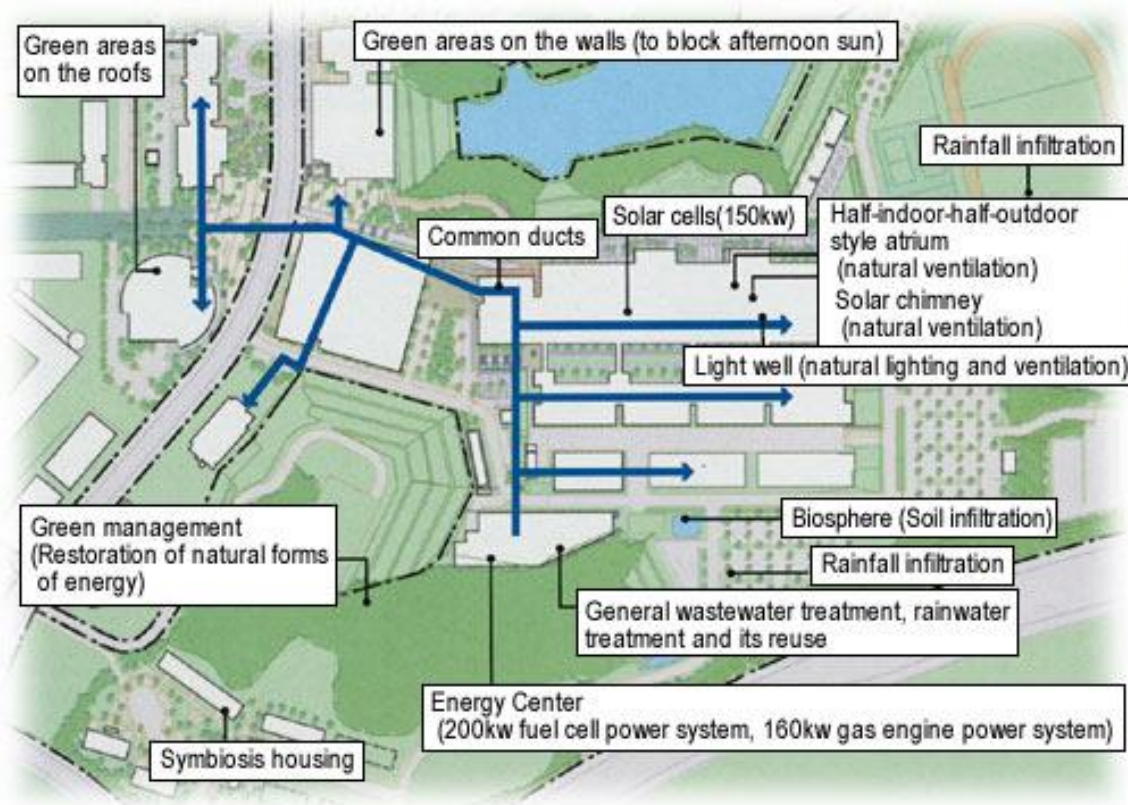 Green areas
on the roofs
Green areas on the walls (to block afternoon sun)
Rainfall infiltration
Solar cells(150kw)
Half-indoor-half-outdoor
style atrium
(natural ventilation)
Solar chimney
(natural ventilation)
Common ducts
Light well (natural lighting and ventilation)
Green management
(Restoration of natural forms
of energy)
Biosphere (Soil infiltration)
Rainfall infiltration
General wastewater treatment, rainwater
treatment and its reuse
Energy Center
(200kw fuel cell power system, 160kw gas engine power system)
Symbiosis housing